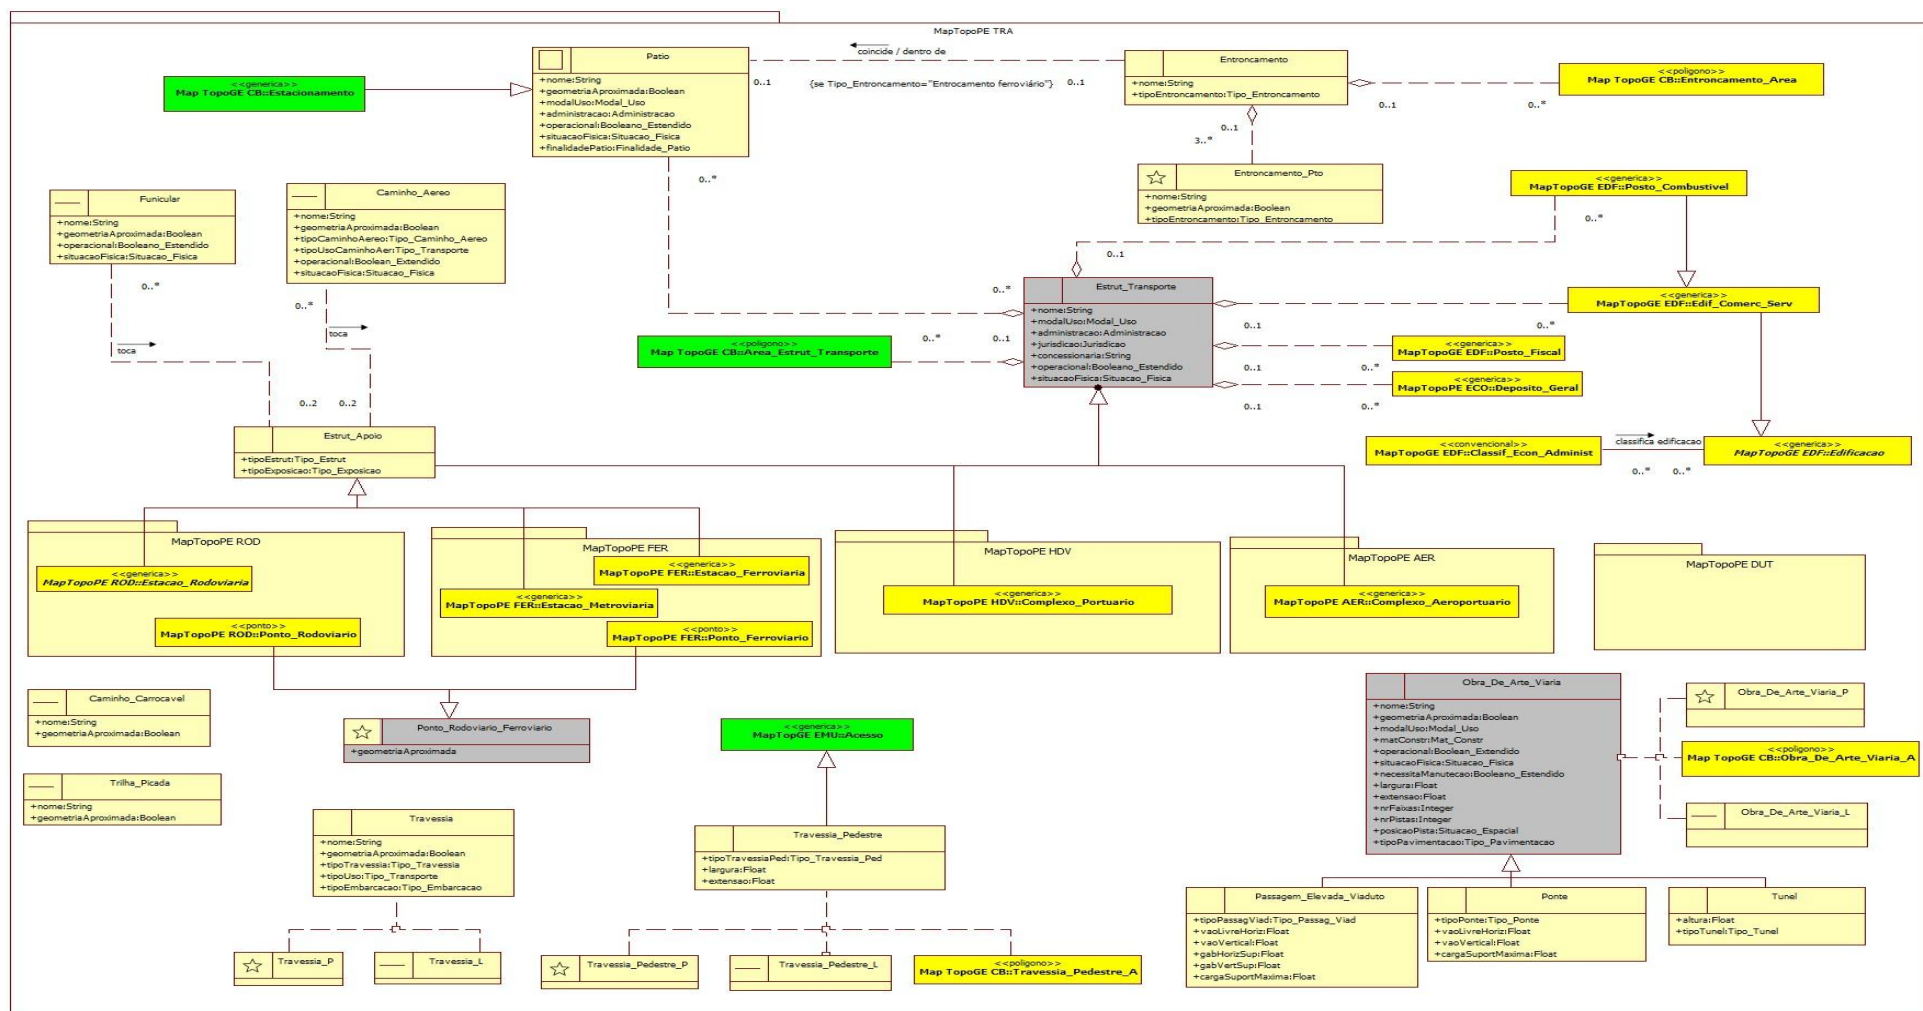 MapTopoPE TRA
Patio
+nome:String
+geometriaAproximada:Boolean
+modalUso:Modal_Uso
+administracao:Administracao
+operacional:Booleano_Estendido
+situacaoFisica:Situacao_Fisica
+finalidadePatio:Finalidade_Patio
coincide / dentro de
0..1
{se Tipo_Entroncamento="Entrocamento ferroviário"}
0..1
Entroncamento
+nome:String
+tipoEntroncamento:Tipo_Entroncamento
<<poligono>>
Map TopoGE CB::Entroncamento_Area
0..1
0..*
<<generica>>
Map TopoGE CB::Estacionamento
0..1
3..*
Entroncamento_Pto
+nome:String
+geometriaAproximada:Boolean
+tipoEntroncamento:Tipo_Entroncamento
<<generica>>
MapTopoGE EDF::Posto_Combustivel
0..*
0..*
Funicular
+nome:String
+geometriaAproximada:Boolean
+operacional:Booleano_Estendido
+situacaoFisica:Situacao_Fisica
Caminho_Aereo
+nome:String
+geometriaAproximada:Boolean
+tipoCaminhoAereo:Tipo_Caminho_Aereo
+tipoUsoCaminhoAer:Tipo_Transporte
+operacional:Boolean_Extendido
+situacaoFisica:Situacao_Fisica
0..1
0..*
0..*
0..*
toca
toca
0..2
0..2
Estrut_Transporte
+nome:String
+modalUso:Modal_Uso
+administracao:Administracao
+jurisdicao:Jurisdicao
+concessionaria:String
+operacional:Booleano_Estendido
+situacaoFisica:Situacao_Fisica
<<generica>>
MapTopoGE EDF::Edif_Comerc_Serv
0..1
0..*
<<poligono>>
Map TopoGE CB::Area_Estrut_Transporte
0..*
0..1
<<generica>>
MapTopoGE EDF::Posto_Fiscal
0..1
0..*
<<generica>>
MapTopoPE ECO::Deposito_Geral
0..1
0..*
Estrut_Apoio
+tipoEstrut:Tipo_Estrut
+tipoExposicao:Tipo_Exposicao
<<convencional>>
MapTopoGE EDF::Classif_Econ_Administ
classifica edificacao
0..*
0..*
<<generica>>
MapTopoGE EDF::Edificacao
MapTopoPE ROD
<<generica>>
MapTopoPE ROD::Estacao_Rodoviaria
<<ponto>>
MapTopoPE ROD::Ponto_Rodoviario
MapTopoPE FER
<<generica>>
MapTopoPE FER::Estacao_Ferroviaria
<<generica>>
MapTopoPE FER::Estacao_Metroviaria
<<ponto>>
MapTopoPE FER::Ponto_Ferroviario
MapTopoPE HDV
<<generica>>
MapTopoPE HDV::Complexo_Portuario
MapTopoPE AER
<<generica>>
MapTopoPE AER::Complexo_Aeroportuario
MapTopoPE DUT
Caminho_Carrocavel
+nome:String
+geometriaAproximada:Boolean
Ponto_Rodoviario_Ferroviario
+geometriaAproximada
<<generica>>
MapTopGE EMU::Acesso
Trilha_Picada
+nome:String
+geometriaAproximada:Boolean
Travessia
+nome:String
+geometriaAproximada:Boolean
+tipoTravessia:Tipo_Travessia
+tipoUso:Tipo_Transporte
+tipoEmbarcacao:Tipo_Embarcacao
Travessia_P
Travessia_L
Travessia_Pedestre
+tipoTravessiaPed:Tipo_Travessia_Ped
+largura:Float
+extensao:Float
Travessia_Pedestre_P
Travessia_Pedestre_L
<<poligono>>
Map TopoGE CB::Travessia_Pedestre_A
Obra_De_Arte_Viaria
+nome:String
+geometriaAproximada:Boolean
+modalUso:Modal_Uso
+matConstr:Mat_Constr
+operacional:Boolean_Extendido
+situacaoFisica:Situacao_Fisica
+necessitaManutecao:Booleano_Estendido
+largura:Float
+extensao:Float
+nrFaixas:Integer
+nrPistas:Integer
+posicaoPista:Situacao_Espacial
+tipoPavimentacao:Tipo_Pavimentacao
Obra_De_Arte_Viaria_P
<<poligono>>
Map TopoGE CB::Obra_De_Arte_Viaria_A
Obra_De_Arte_Viaria_L
Passagem_Elevada_Viaduto
+tipoPassagViad:Tipo_Passag_Viad
+vaoLivreHoriz:Float
+vaoVertical:Float
+gabHorizSup:Float
+gabVertSup:Float
+cargaSuportMaxima:Float
Ponte
+tipoPonte:Tipo_Ponte
+vaoLivreHoriz:Float
+vaoVertical:Float
+cargaSuportMaxima:Float
Tunel
+altura:Float
+tipoTunel:Tipo_Tunel